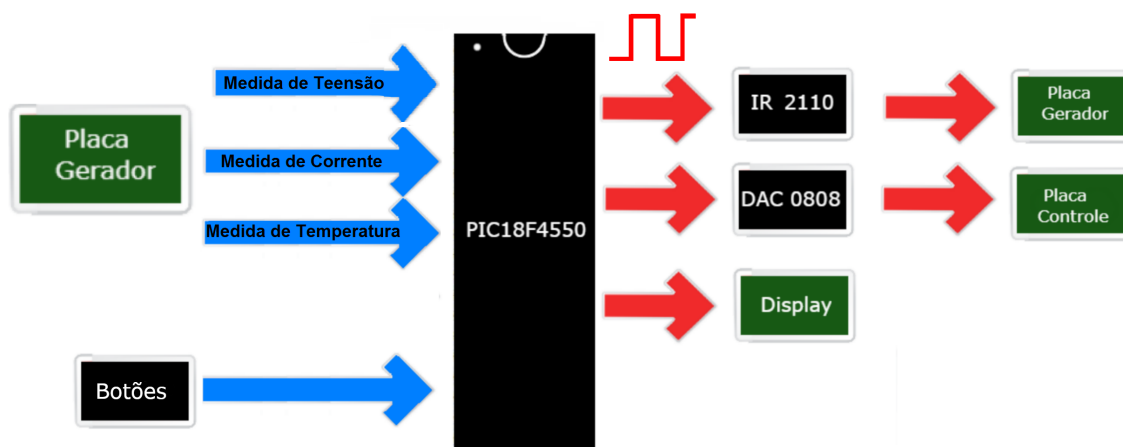 Medida de Teensão
Placa
Gerador
Medida de Corrente
Medida de Temperatura
Botões
PIC18F4550
IR 2110
Placa
Gerador
DAC 0808
Placa
Controle
Display